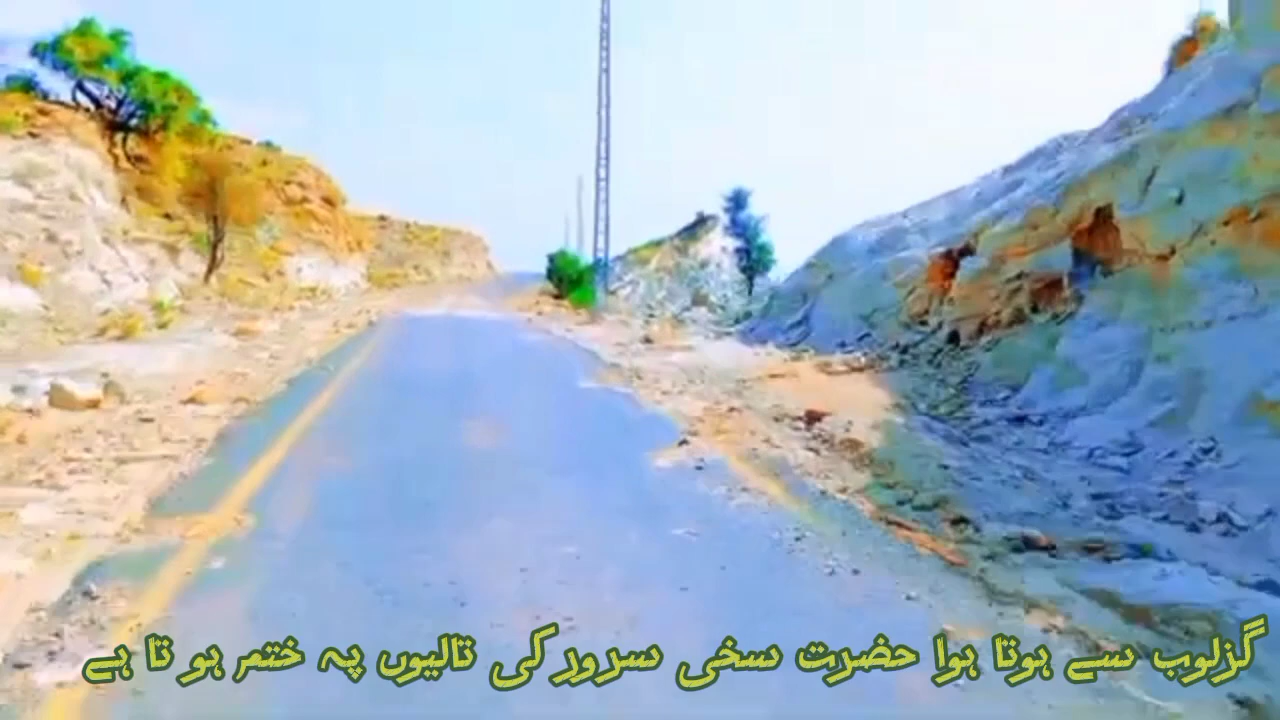 گزلوب سے ہوتا ہوا حضرت سخی سرور کی تالیوں پہ ختم ہو تا ہے